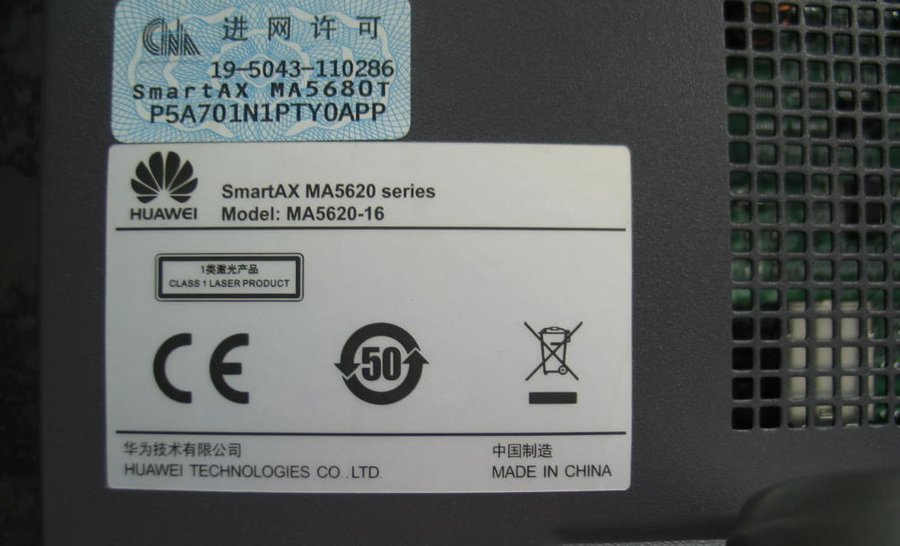 CNA 进网许可
19-5043-110286
SmartAX MA5680T
P5A701N1PTY0APP
HUAWEI
SmartAX MA5620 series
Model: MA5620-16
1类激光产品
CLASS 1 LASER PRODUCT
CE
50
华为技术有限公司
HUAWEI TECHNOLOGIES CO.,LTD.
中国制造
MADE IN CHINA